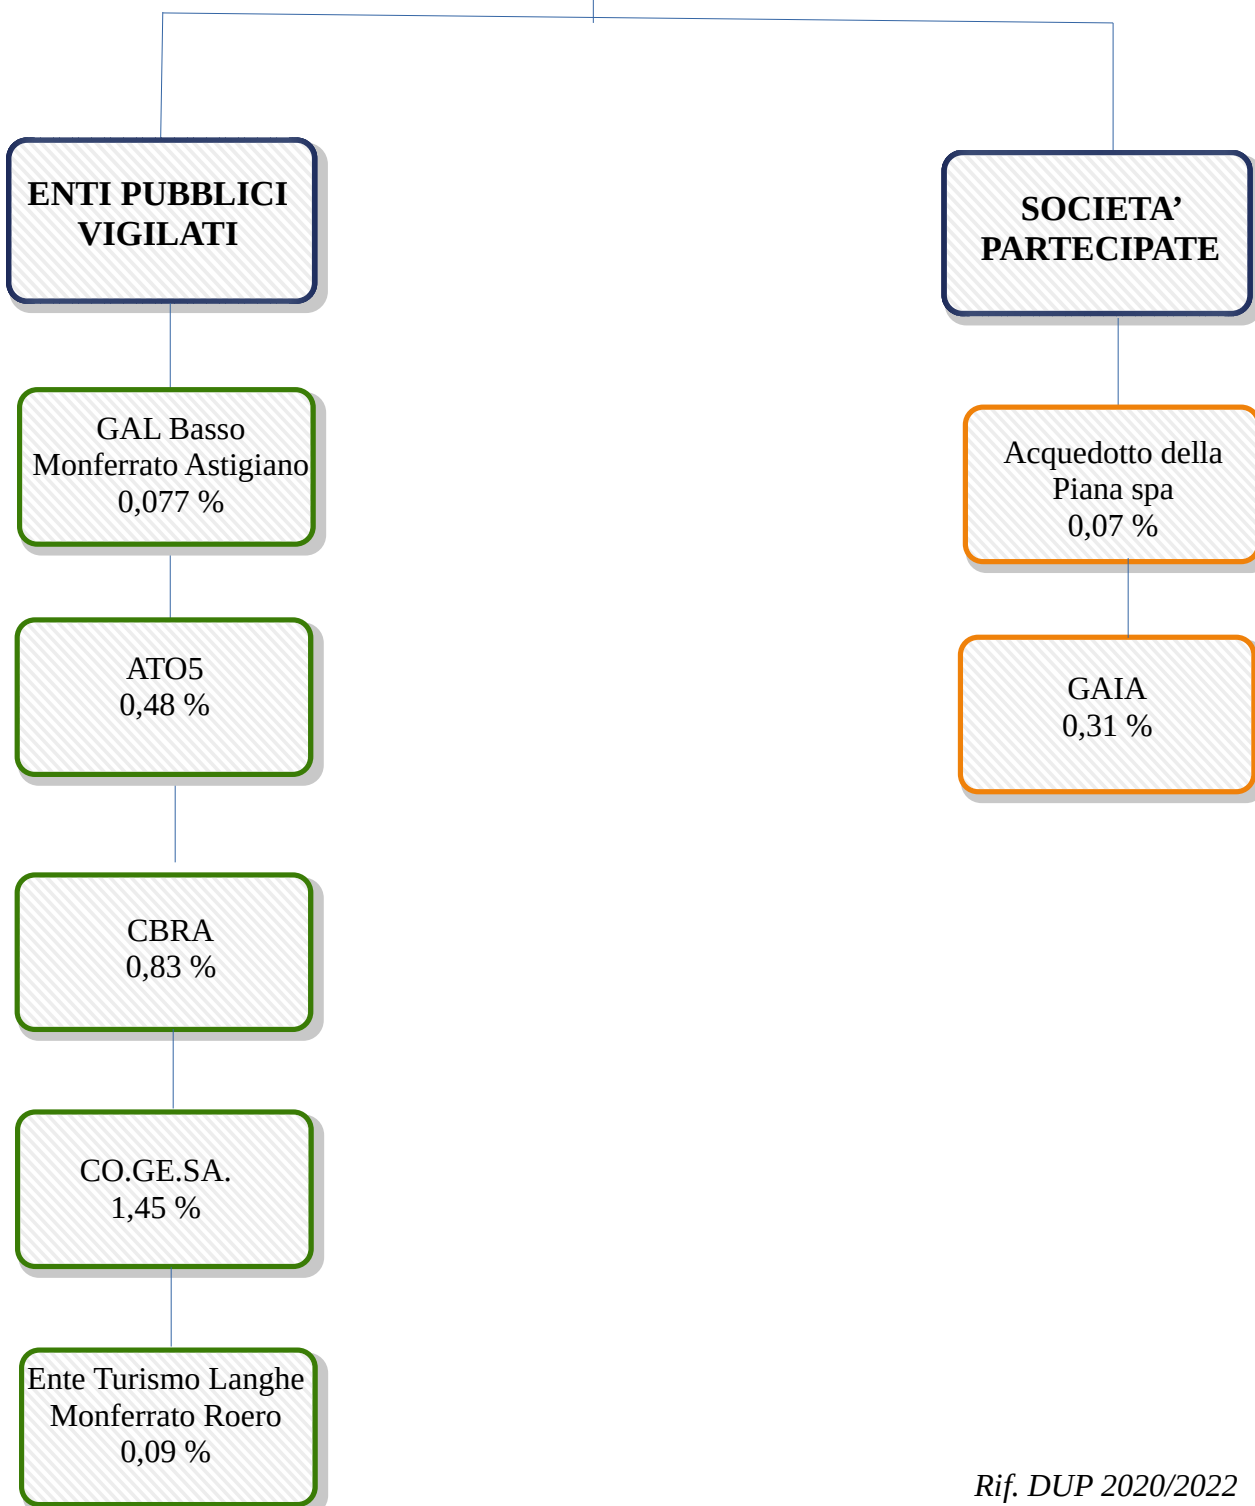 ENTI PUBBLICI
VIGILATI
GAL Basso
Monferrato Astigiano
0,077 %
ATO5
0,48 %
CBRA
0,83 %
CO.GE.SA.
1,45 %
Ente Turismo Langhe
Monferrato Roero
0,09 %
SOCIETA’
PARTECIPATE
Acquedotto della
Piana spa
0,07 %
GAIA
0,31 %
Rif. DUP 2020/2022